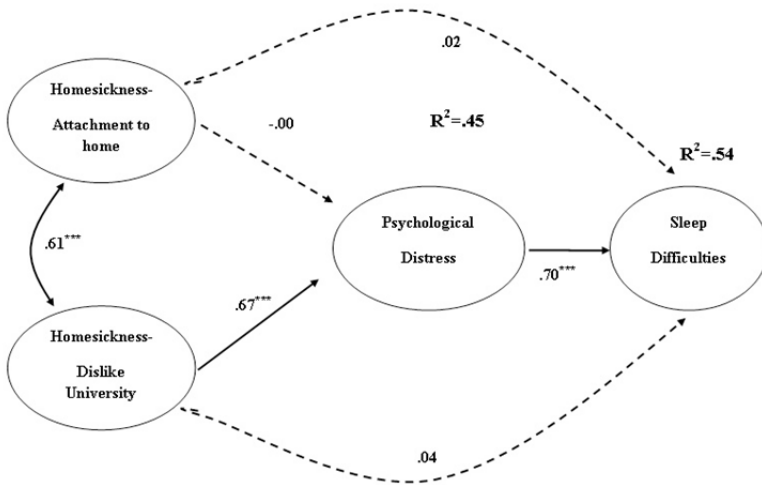 .02
Homesickness-
Attachment to
home
-.00
R²=.45
R²=.54
Psychological
Distress
Sleep
Difficulties
.61***
.67***
.70***
Homesickness-
Dislike
University
.04